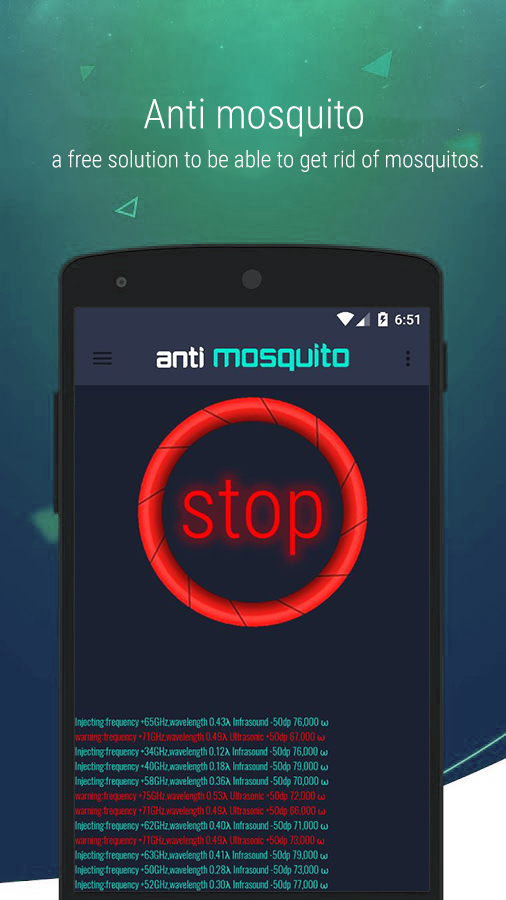 Anti mosquito
a free solution to be able to get rid of mosquitos.
6:51
anti mosquito
stop
Injecting:frequency +65GHz,wavelength 0.43λ Infrasound -50dp 76,000 ω
warning:frequency +71GHz,wavelength 0.49λ Ultrasonic +50dp 67,000 ω
Injecting:frequency +34GHz,wavelength 0.12λ Infrasound -50dp 76,000 ω
Injecting:frequency +40GHz,wavelength 0.18λ Infrasound -50dp 79,000 ω
Injecting:frequency +58GHz,wavelength 0.36λ Infrasound -50dp 70,000 ω
warning:frequency +75GHz,wavelength 0.53λ Ultrasonic +50dp 72,000 ω
warning:frequency +71GHz,wavelength 0.49λ Ultrasonic +50dp 66,000 ω
Injecting:frequency +62GHz,wavelength 0.40λ Infrasound -50dp 71,000 ω
warning:frequency +71GHz,wavelength 0.49λ Ultrasonic +50dp 73,000 ω
Injecting:frequency +63GHz,wavelength 0.41λ Infrasound -50dp 79,000 ω
Injecting:frequency +50GHz,wavelength 0.28λ Infrasound -50dp 73,000 ω
Injecting:frequency +52GHz,wavelength 0.30λ Infrasound -50dp 77,000 ω